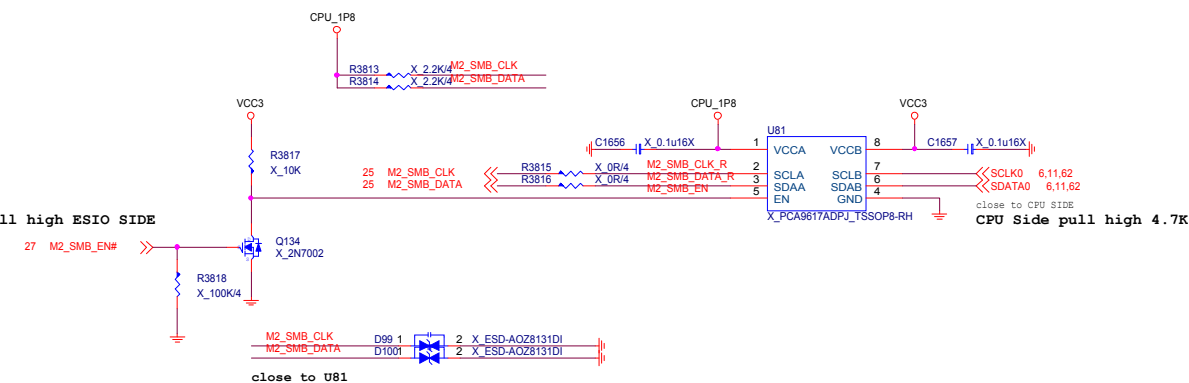 CPU_1P8
R3813 X_2.2K/4 M2_SMB_CLK
R3814 X_2.2K/4 M2_SMB_DATA
VCC3
CPU_1P8
VCC3
R3817
X_10K
U81
C1656 X_0.1u16X
1 VCCA VCCB 8
C1657 X_0.1u16X
25 M2_SMB_CLK
R3815 X_0R/4 M2_SMB_CLK_R
2 SCLA SCLB 7
SCLK0 6,11,62
25 M2_SMB_DATA
R3816 X_0R/4 M2_SMB_DATA_R
3 SDAA SDAB 6
SDATA0 6,11,62
M2_SMB_EN
5 EN GND 4
close to CPU SIDE
X_PCA9617ADPJ_TSSOP8-RH
CPU Side pull high 4.7K
ll high ESIO SIDE
27 M2_SMB_EN#
Q134
X_2N7002
R3818
X_100K/4
M2_SMB_CLK D99 1 2 X_ESD-AOZ8131DI
M2_SMB_DATA D100 1 2 X_ESD-AOZ8131DI
close to U81